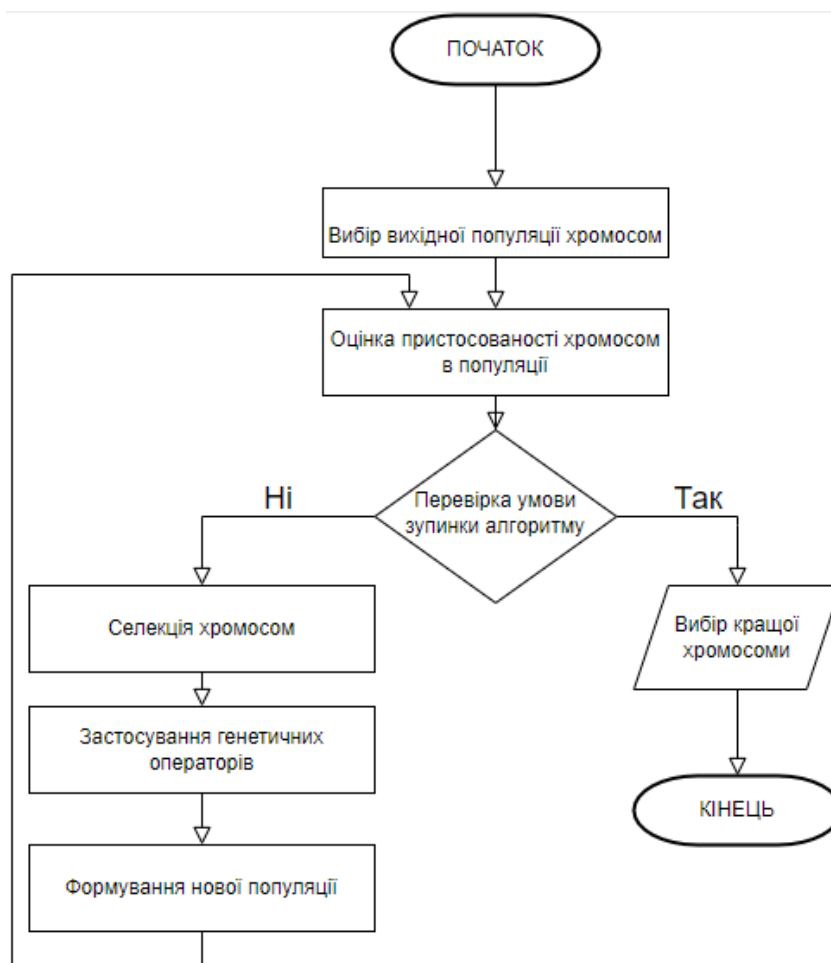 ПОЧАТОК
Вибір вихідної популяції хромосом
Оцінка пристосованості хромосом
в популяції
Ні
Перевірка умови
зупинки алгоритму
Так
Селекція хромосом
Вибір кращої
хромосоми
Застосування генетичних
операторів
КІНЕЦЬ
Формування нової популяції